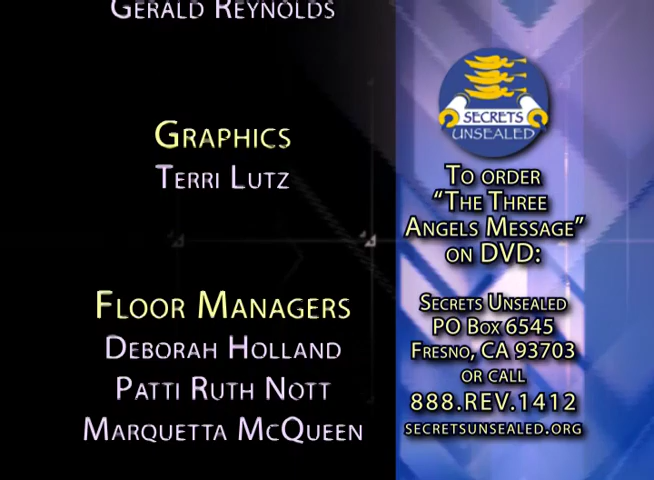 GERALD REYNOLDS
GRAPHICS
TERRI LUTZ
FLOOR MANAGERS
DEBORAH HOLLAND
PATTI RUTH NOTT
MARQUETTA MCQUEEN
SECRETS
UNSEALED
TO ORDER
“THE THREE
ANGELS MESSAGE”
ON DVD:
SECRETS UNSEALED
PO BOX 6545
FRESNO, CA 93703
OR CALL
888.REV.1412
SECRETSUNSEALED.ORG